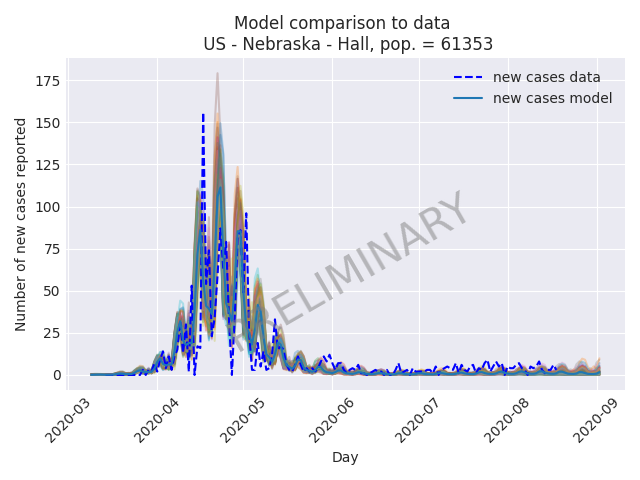 Model comparison to data
US - Nebraska - Hall, pop. = 61353
new cases data
new cases model
Number of new cases reported
175
150
125
100
75
50
25
0
PRELIMINARY
2020-03
2020-04
2020-05
2020-06
2020-07
2020-08
2020-09
Day